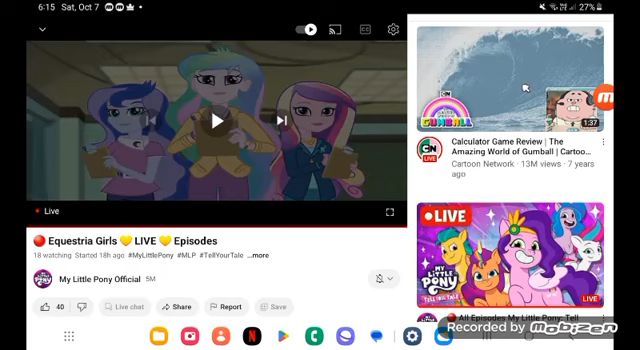 6:15 Sat, Oct 7
27%
CC
Live
Equestria Girls 💛 LIVE 💛 Episodes
18 watching Started 18h ago #MyLittlePony #MLP #TellYourTale ...more
My Little Pony Official 5M
40
Live chat
Share
Report
Save
CN
GUMBALL
1:37
Calculator Game Review | The
Amazing World of Gumball | Cartoo...
Cartoon Network • 13M views • 7 years
ago
CN
LIVE
LIVE
MY LITTLE
PONY
TELL YOUR TALE
LIVE
All Episodes My Little Pony: Tell
Recorded by mobizen